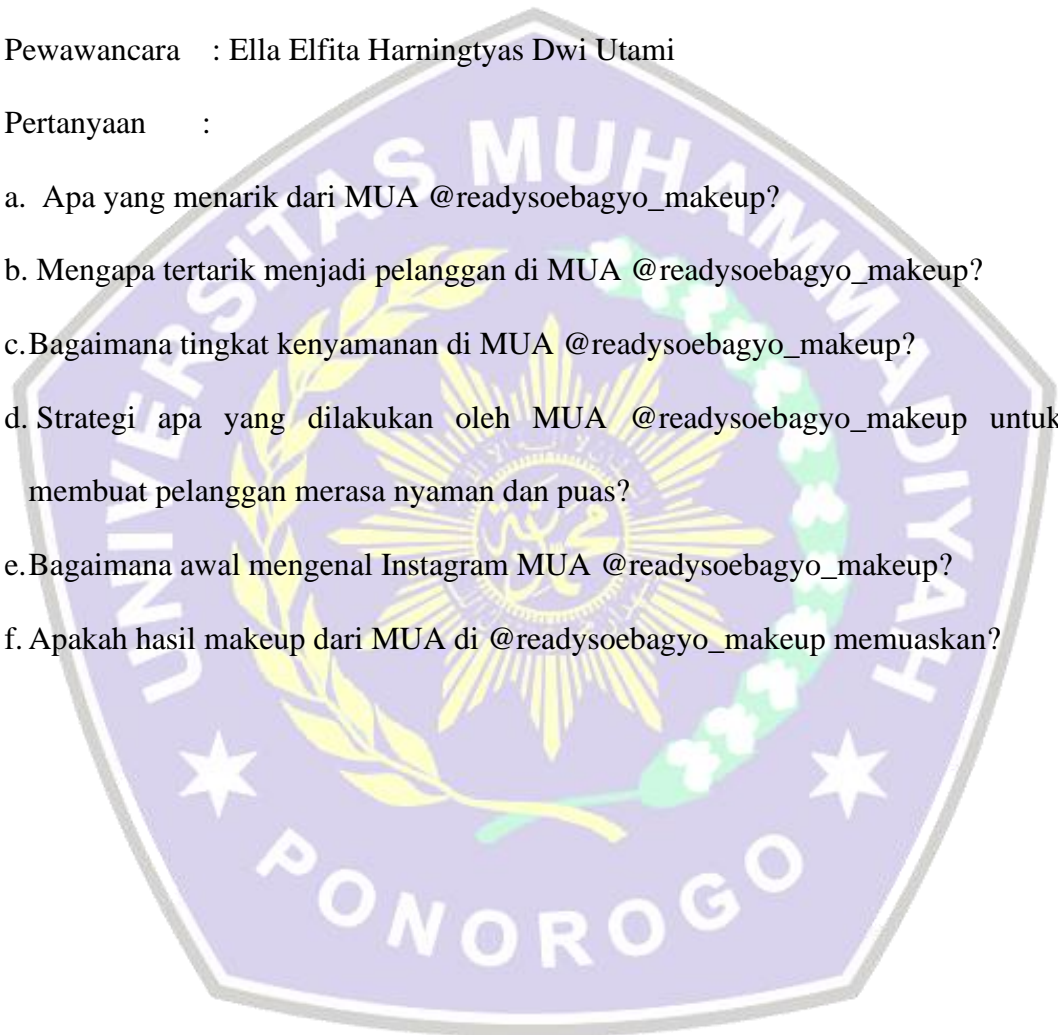 Pewawancara : Ella Elfita Harningtyas Dwi Utami
Pertanyaan :
a. Apa yang menarik dari MUA @readysoebagyo_makeup?
b. Mengapa tertarik menjadi pelanggan di MUA @readysoebagyo_makeup?
c. Bagaimana tingkat kenyamanan di MUA @readysoebagyo_makeup?
d. Strategi apa yang dilakukan oleh MUA @readysoebagyo_makeup untuk
membuat pelanggan merasa nyaman dan puas?
e. Bagaimana awal mengenal Instagram MUA @readysoebagyo_makeup?
f. Apakah hasil makeup dari MUA di @readysoebagyo_makeup memuaskan?
UNIVERSITAS MUHAMMADIYAH
PONOROGO